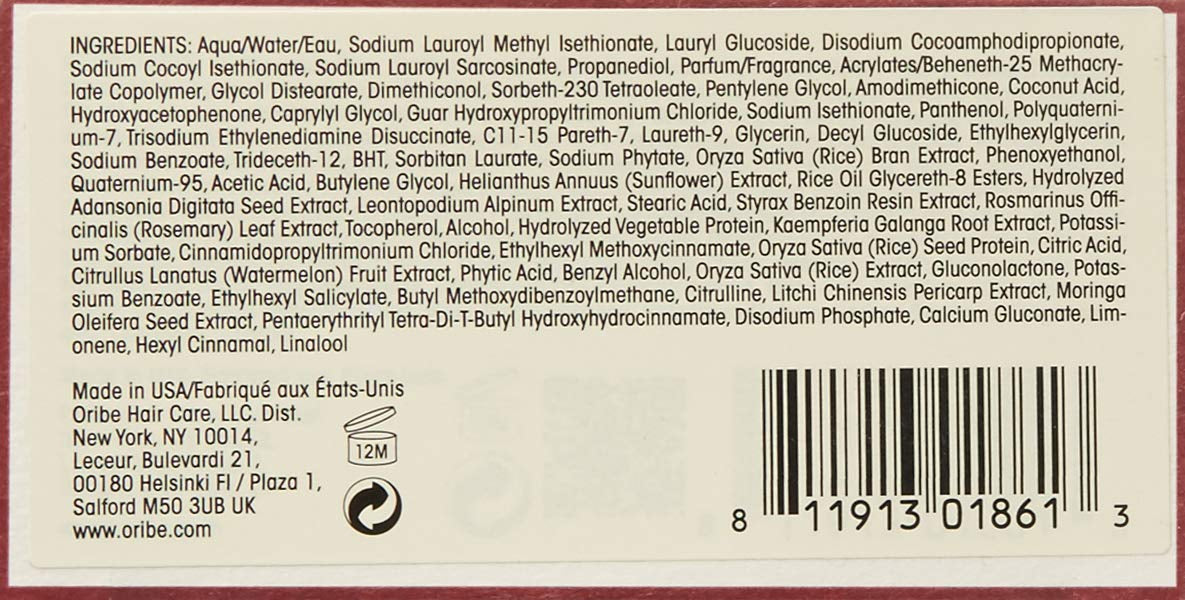 INGREDIENTS: Aqua/Water/Eau, Sodium Lauroyl Methyl Isethionate, Lauryl Glucoside, Disodium Cocoamphodipropionate,
Sodium Cocoyl Isethionate, Sodium Lauroyl Sarcosinate, Propanediol, Parfum/Fragrance, Acrylates/Beheneth-25 Methacry-
late Copolymer, Glycol Distearate, Dimethiconol, Sorbeth-230 Tetraoleate, Pentylene Glycol, Amodimethicone, Coconut Acid,
Hydroxyacetophenone, Caprylyl Glycol, Guar Hydroxypropyltrimonium Chloride, Sodium Isethionate, Panthenol, Polyquaterni-
um-7, Trisodium Ethylenediamine Disuccinate, C11-15 Pareth-7, Laureth-9, Glycerin, Decyl Glucoside, Ethylhexylglycerin,
Sodium Benzoate, Trideceth-12, BHT, Sorbitan Laurate, Sodium Phytate, Oryza Sativa (Rice) Bran Extract, Phenoxyethanol,
Quaternium-95, Acetic Acid, Butylene Glycol, Helianthus Annuus (Sunflower) Extract, Rice Oil Glycereth-8 Esters, Hydrolyzed
Adansonia Digitata Seed Extract, Leontopodium Alpinum Extract, Stearic Acid, Styrax Benzoin Resin Extract, Rosmarinus Offi-
cinalis (Rosemary) Leaf Extract, Tocopherol, Alcohol, Hydrolyzed Vegetable Protein, Kaempferia Galanga Root Extract, Potassi-
um Sorbate, Cinnamidopropyltrimonium Chloride, Ethylhexyl Methoxycinnamate, Oryza Sativa (Rice) Seed Protein, Citric Acid,
Citrullus Lanatus (Watermelon) Fruit Extract, Phytic Acid, Benzyl Alcohol, Oryza Sativa (Rice) Extract, Gluconolactone, Potas-
sium Benzoate, Ethylhexyl Salicylate, Butyl Methoxydibenzoylmethane, Citrulline, Litchi Chinensis Pericarp Extract, Moringa
Oleifera Seed Extract, Pentaerythrityl Tetra-Di-T-Butyl Hydroxyhydrocinnamate, Disodium Phosphate, Calcium Gluconate, Lim-
onene, Hexyl Cinnamal, Linalool
Made in USA/Fabriqué aux États-Unis
Oribe Hair Care, LLC. Dist.
New York, NY 10014,
Leceur, Bulevardi 21,
00180 Helsinki FI / Plaza 1,
Salford M50 3UB UK
www.oribe.com
12M
8 11913 01861 3